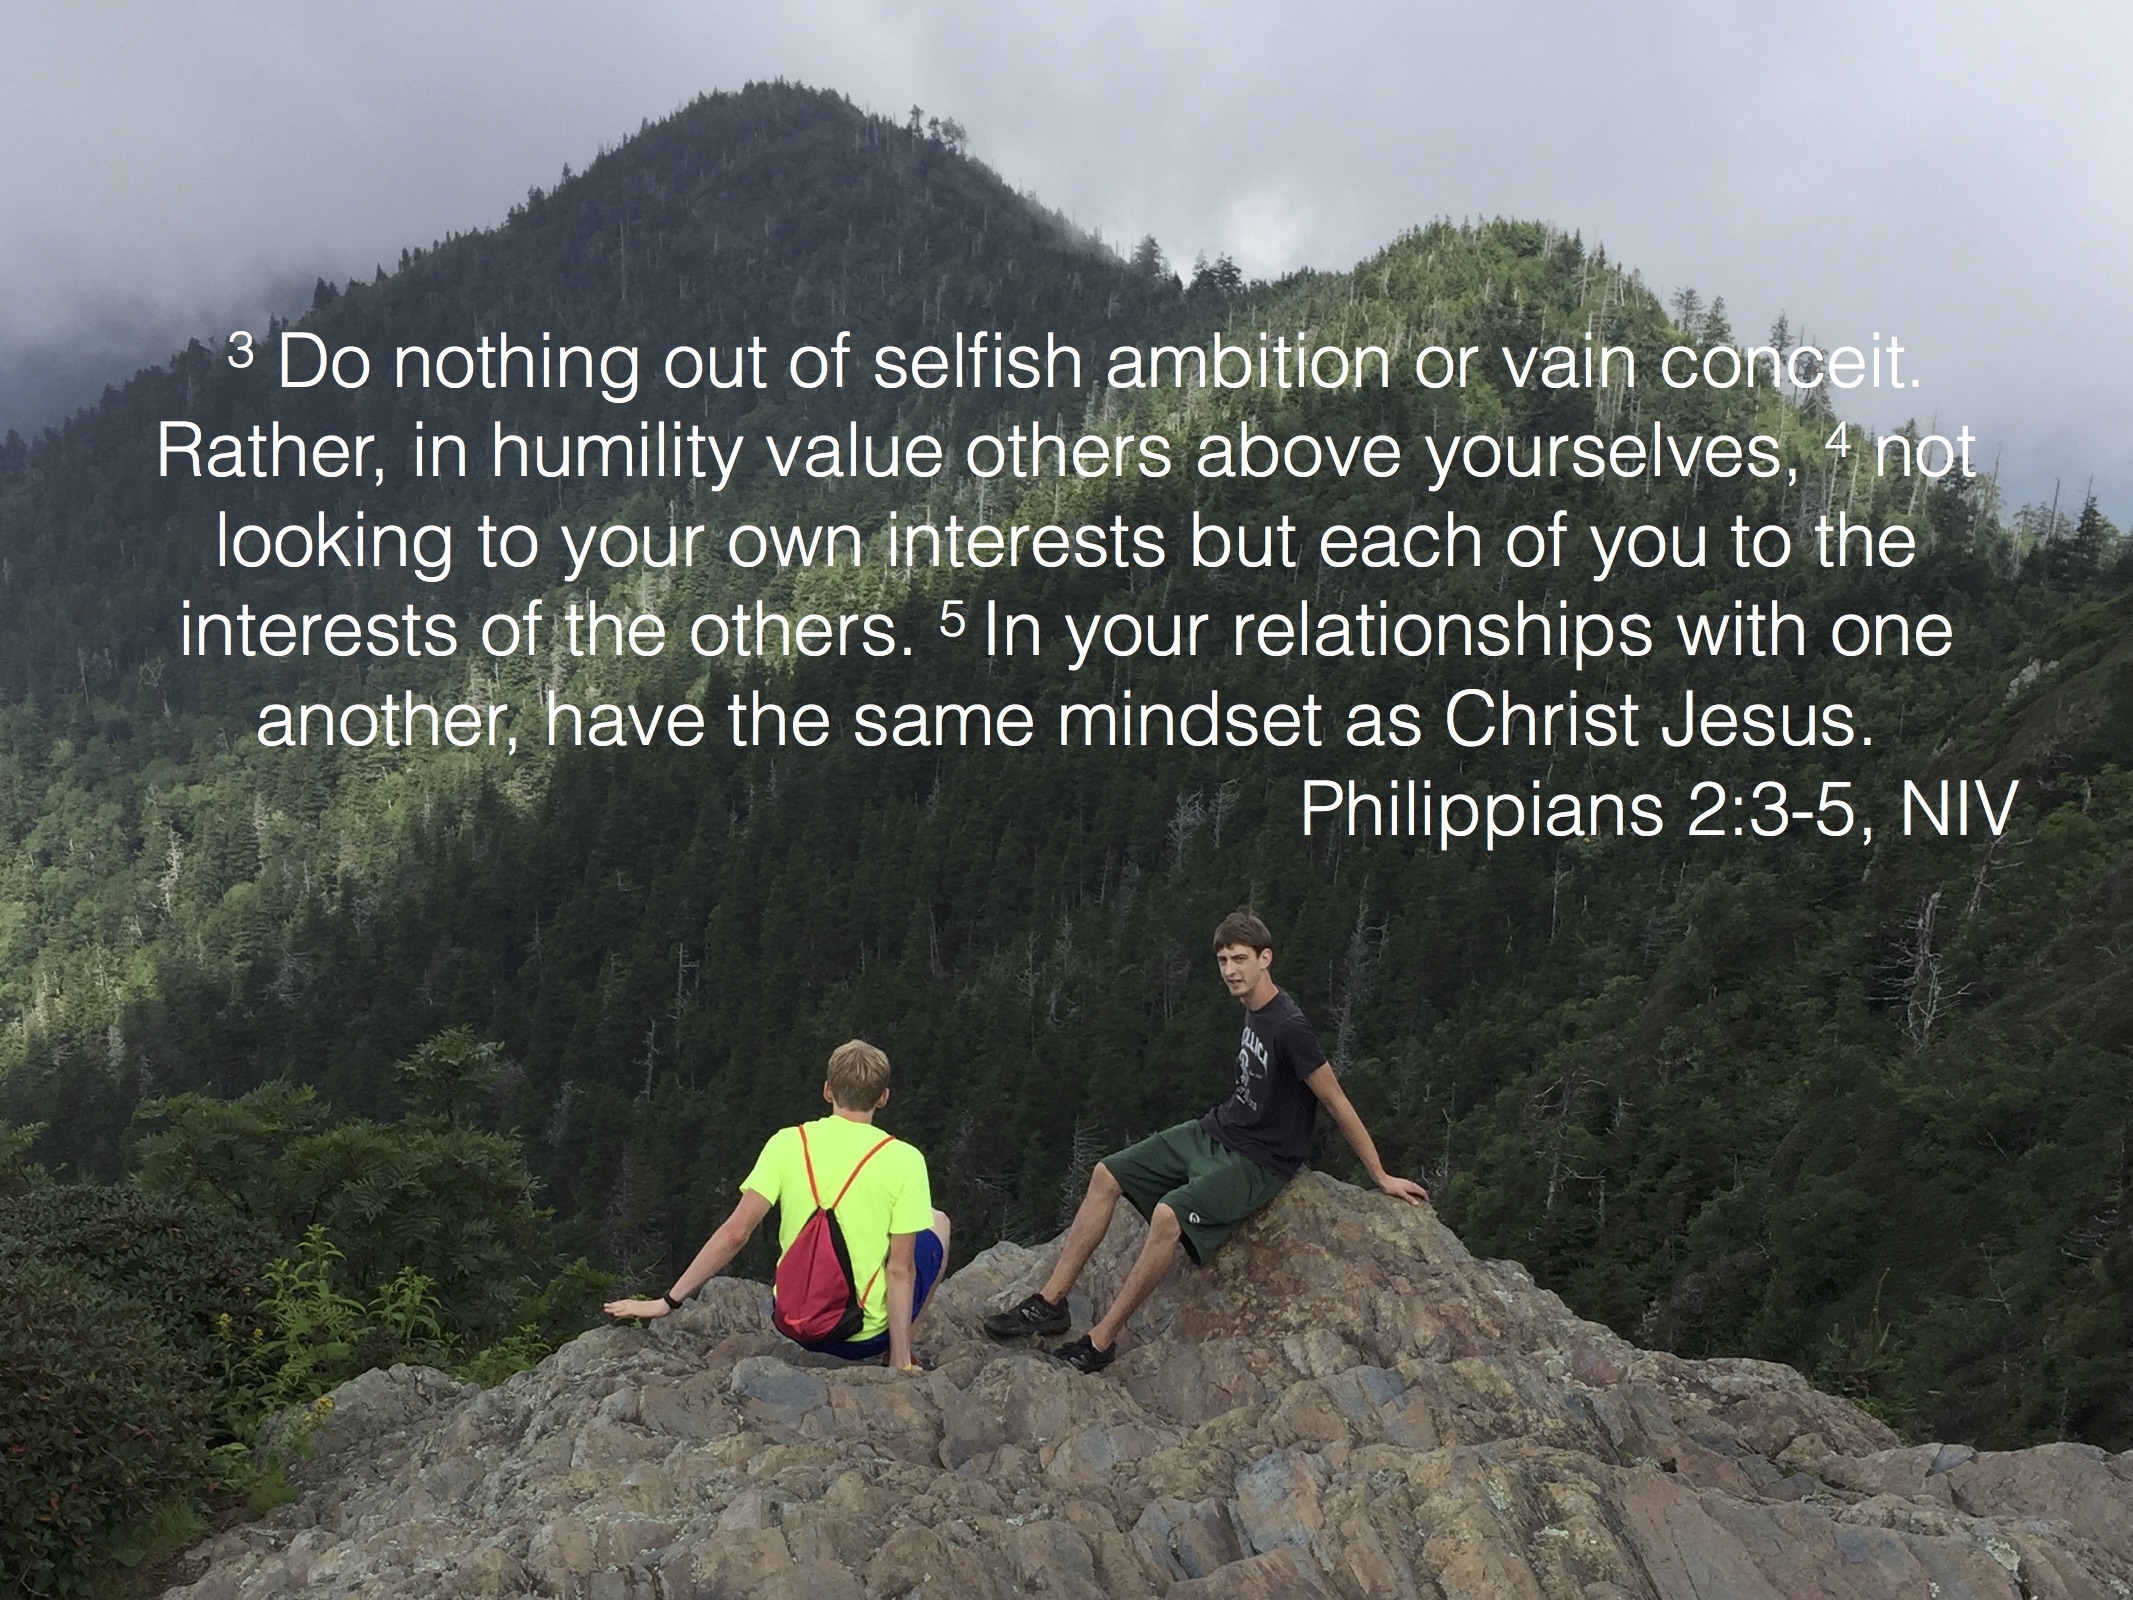 ³ Do nothing out of selfish ambition or vain conceit.
Rather, in humility value others above yourselves, ⁴ not
looking to your own interests but each of you to the
interests of the others. ⁵ In your relationships with one
another, have the same mindset as Christ Jesus.
Philippians 2:3-5, NIV